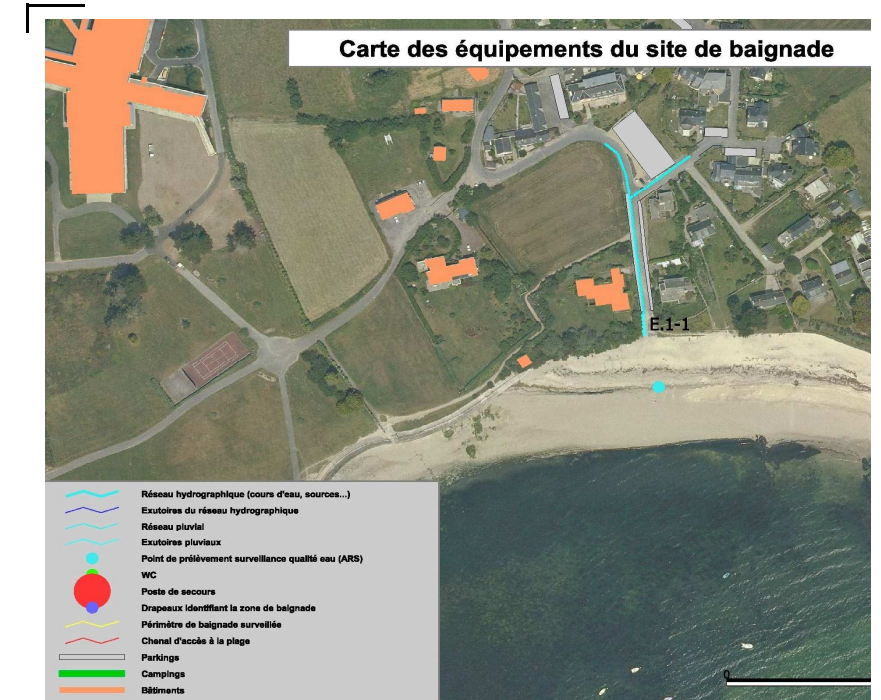 Carte des équipements du site de baignade
E.1-1
Réseau hydrographique (cours d'eau, sources...)
Exutoires du réseau hydrographique
Réseau pluvial
Exutoires pluviaux
Point de prélèvement surveillance qualité eau (ARS)
WC
Poste de secours
Drapeaux identifiant la zone de baignade
Périmètre de baignade surveillée
Chenal d'accès à la plage
Parkings
Campings
Bâtiments
0